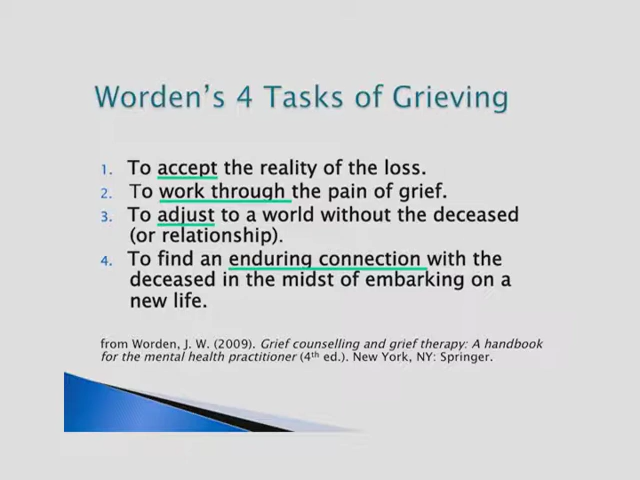 Worden's 4 Tasks of Grieving
1. To accept the reality of the loss.
2. To work through the pain of grief.
3. To adjust to a world without the deceased
(or relationship).
4. To find an enduring connection with the
deceased in the midst of embarking on a
new life.
from Worden, J. W. (2009). Grief counselling and grief therapy: A handbook
for the mental health practitioner (4th ed.). New York, NY: Springer.